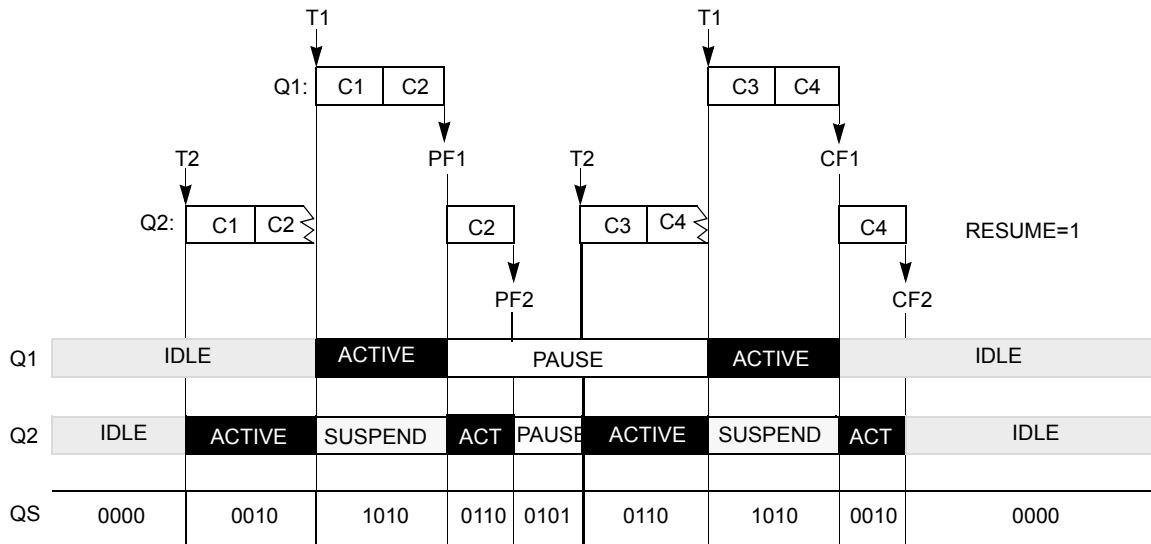 T1 T1
Q1: C1 C2 C3 C4
T2 PF1 T2 CF1
Q2: C1 C2 C2 C3 C4 C4 RESUME=1
PF2 CF2
Q1 IDLE ACTIVE PAUSE ACTIVE IDLE
Q2 IDLE ACTIVE SUSPEND ACT PAUSE ACTIVE SUSPEND ACT IDLE
QS 0000 0010 1010 0110 0101 0110 1010 0010 0000